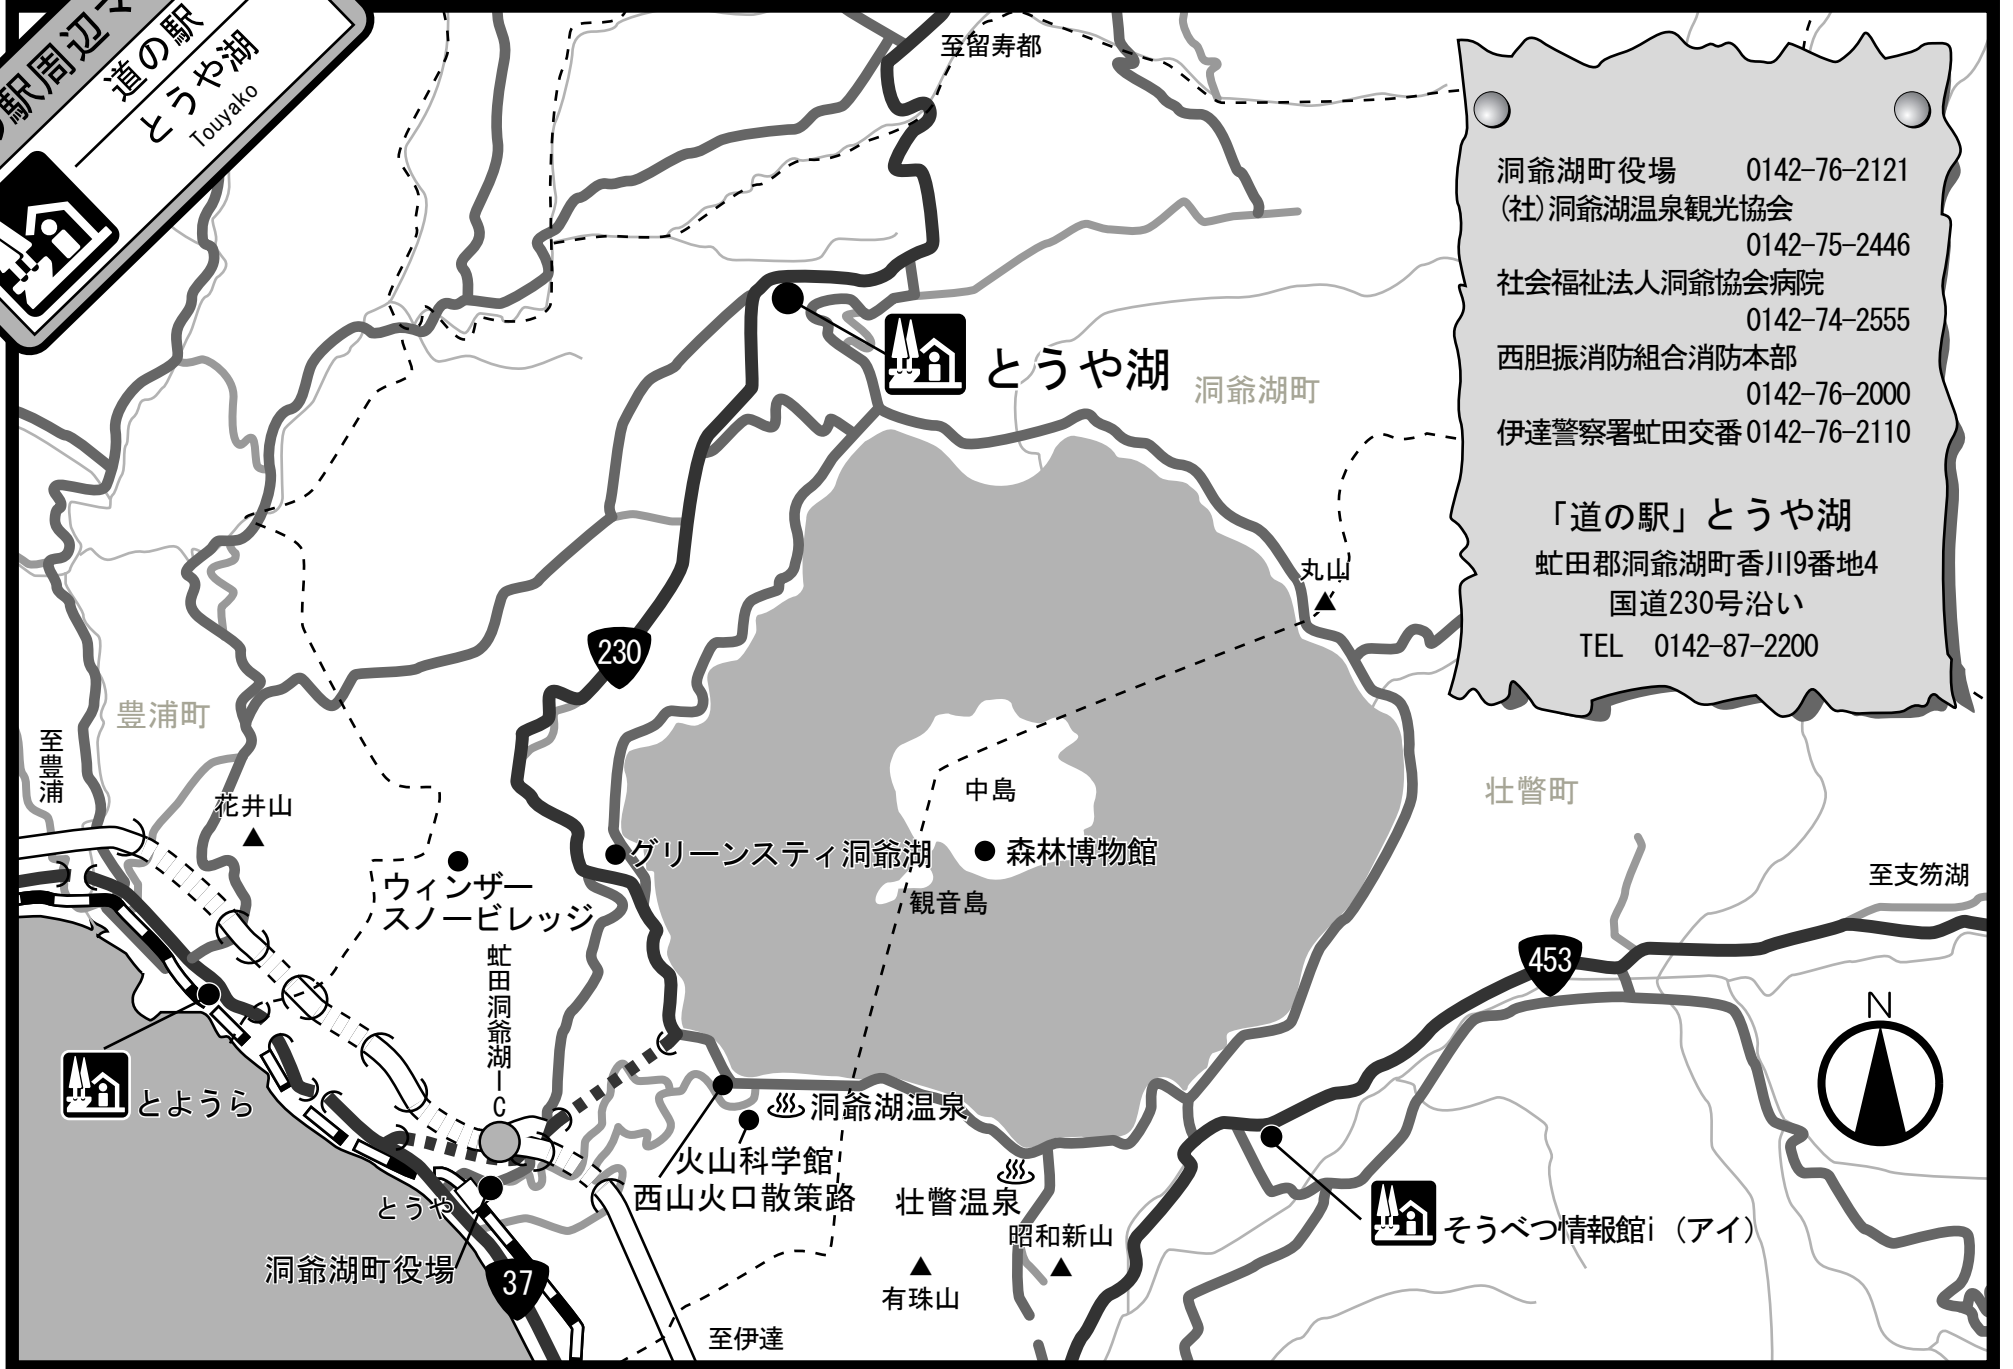 駅周辺マ
道の駅
とうや湖
Touyako
至留寿都
洞爺湖町役場 0142-76-2121
(社)洞爺湖温泉観光協会
0142-75-2446
社会福祉法人洞爺協会病院
0142-74-2555
西胆振消防組合消防本部
0142-76-2000
伊達警察署虻田交番 0142-76-2110
「道の駅」とうや湖
虻田郡洞爺湖町香川9番地4
国道230号沿い
TEL 0142-87-2200
とうや湖
洞爺湖町
丸山
230
豊浦町
至豊浦
花井山
中島
壮瞥町
グリーンスティ洞爺湖
森林博物館
観音島
至支笏湖
ウィンザー
スノービレッジ
虻田洞爺湖IC
453
N
とようら
洞爺湖温泉
火山科学館
西山火口散策路
とうや
壮瞥温泉
昭和新山
そうべつ情報館i（アイ）
洞爺湖町役場
37
有珠山
至伊達